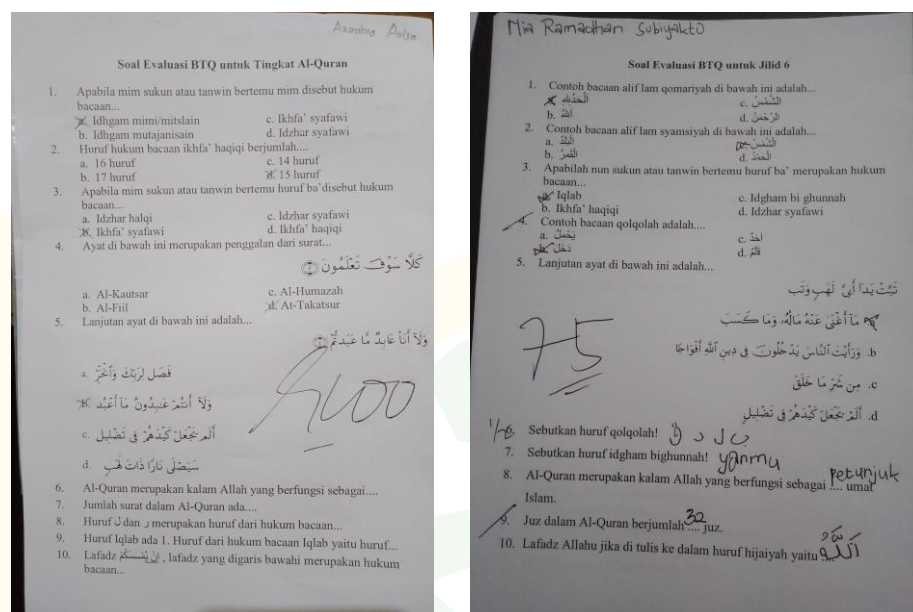 Azzahra
Soal Evaluasi BTQ untuk Tingkat Al-Quran
1. Apabila mim sukun atau tanwin bertemu mim disebut hukum
bacaan...
a. Idhgam mimi/mitslain c. Ikhfa' syafawi
b. Idhgam mutajanisain d. Idzhar syafawi
2. Huruf hukum bacaan ikhfa' haqiqi berjumlah....
a. 16 huruf c. 14 huruf
b. 17 huruf d. 15 huruf
3. Apabila mim sukun atau tanwin bertemu huruf ba' disebut hukum
bacaan...
a. Idzhar halqi c. Idzhar syafawi
b. Ikhfa' syafawi d. Ikhfa' haqiqi
4. Ayat di bawah ini merupakan penggalan dari surat...
كَلَّا سَوْفَ تَعْلَمُونَ
a. Al-Kautsar c. Al-Humazah
b. Al-Fiil d. At-Takatsur
5. Lanjutan ayat di bawah ini adalah...
وَلَا أَنَا۠ عَابِدٌ مَّا عَبَدتُّمْ
a. فَصَلِّ لِرَبِّكَ وَٱنْحَرْ
b. وَلَا أَنتُمْ عَٰبِدُونَ مَا أَعْبُدُ
c. أَلَمْ يَجْعَلْ كَيْدَهُمْ فِى تَضْلِيلٍ
d. سَيَصْلَىٰ نَارًا ذَاتَ لَهَبٍ
100
6. Al-Quran merupakan kalam Allah yang berfungsi sebagai....
7. Jumlah surat dalam Al-Quran ada....
8. Huruf ل dan ر merupakan huruf dari hukum bacaan...
9. Huruf Iqlab ada 1. Huruf dari hukum bacaan Iqlab yaitu huruf...
10. Lafadz إِنْ يَمْسَسْكُمْ , lafadz yang digaris bawahi merupakan hukum
bacaan...
Nia Ramadhan Subiyakto
Soal Evaluasi BTQ untuk Jilid 6
1. Contoh bacaan alif lam qomariyah di bawah ini adalah...
a. اَلْحَمْدُ لِلّٰهِ c. اَلشَّمْسُ
b. اَللّٰهُ d. اَلرَّحْمٰنُ
2. Contoh bacaan alif lam syamsiyah di bawah ini adalah...
a. اَلْبَلَدُ c. اَلشَّمْسُ
b. اَلْقَمَرُ d. اَلْحَمْدُ
3. Apabilah nun sukun atau tanwin bertemu huruf ba' merupakan hukum
bacaan...
a. Iqlab c. Idgham bi ghunnah
b. Ikhfa' haqiqi d. Idzhar syafawi
4. Contoh bacaan qolqolah adalah....
a. يَحْمِلُ c. اَحَدْ
b. دَخَلَ d. قَلَمٌ
5. Lanjutan ayat di bawah ini adalah...
تَبَّتْ يَدَا أَبِى لَهَبٍ وَتَبَّ
a. مَا أَغْنَىٰ عَنْهُ مَالُهُۥ وَمَا كَسَبَ
b. وَرَأَيْتَ ٱلنَّاسَ يَدْخُلُونَ فِى دِينِ ٱللَّهِ أَفْوَاجًا
c. مِن شَرِّ مَا خَلَقَ
d. أَلَمْ يَجْعَلْ كَيْدَهُمْ فِى تَضْلِيلٍ
75
6. Sebutkan huruf qolqolah! ق ر د ل ب
7. Sebutkan huruf idgham bighunnah! yanmu
8. Al-Quran merupakan kalam Allah yang berfungsi sebagai .... petunjuk umat
Islam.
9. Juz dalam Al-Quran berjumlah .... 32 juz.
10. Lafadz Allahu jika di tulis ke dalam huruf hijaiyah yaitu .... اَللّٰهُ